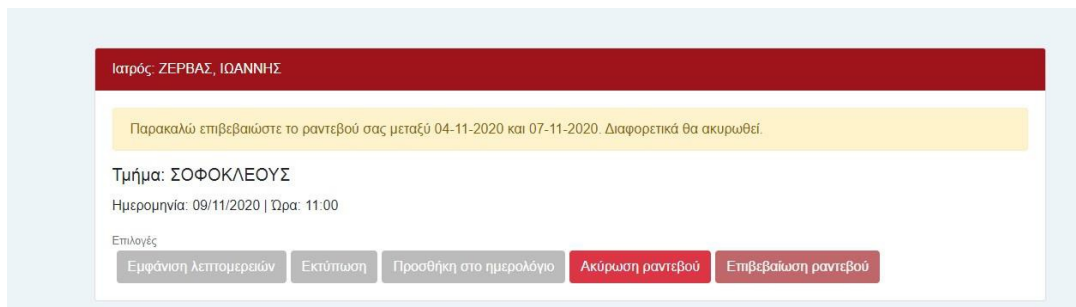 Ιατρός: ΖΕΡΒΑΣ, ΙΩΑΝΝΗΣ
Παρακαλώ επιβεβαιώστε το ραντεβού σας μεταξύ 04-11-2020 και 07-11-2020. Διαφορετικά θα ακυρωθεί.
Τμήμα: ΣΟΦΟΚΛΕΟΥΣ
Ημερομηνία: 09/11/2020 | Ώρα: 11:00
Επιλογές
Εμφάνιση λεπτομερειών Εκτύπωση Προσθήκη στο ημερολόγιο Ακύρωση ραντεβού Επιβεβαίωση ραντεβού